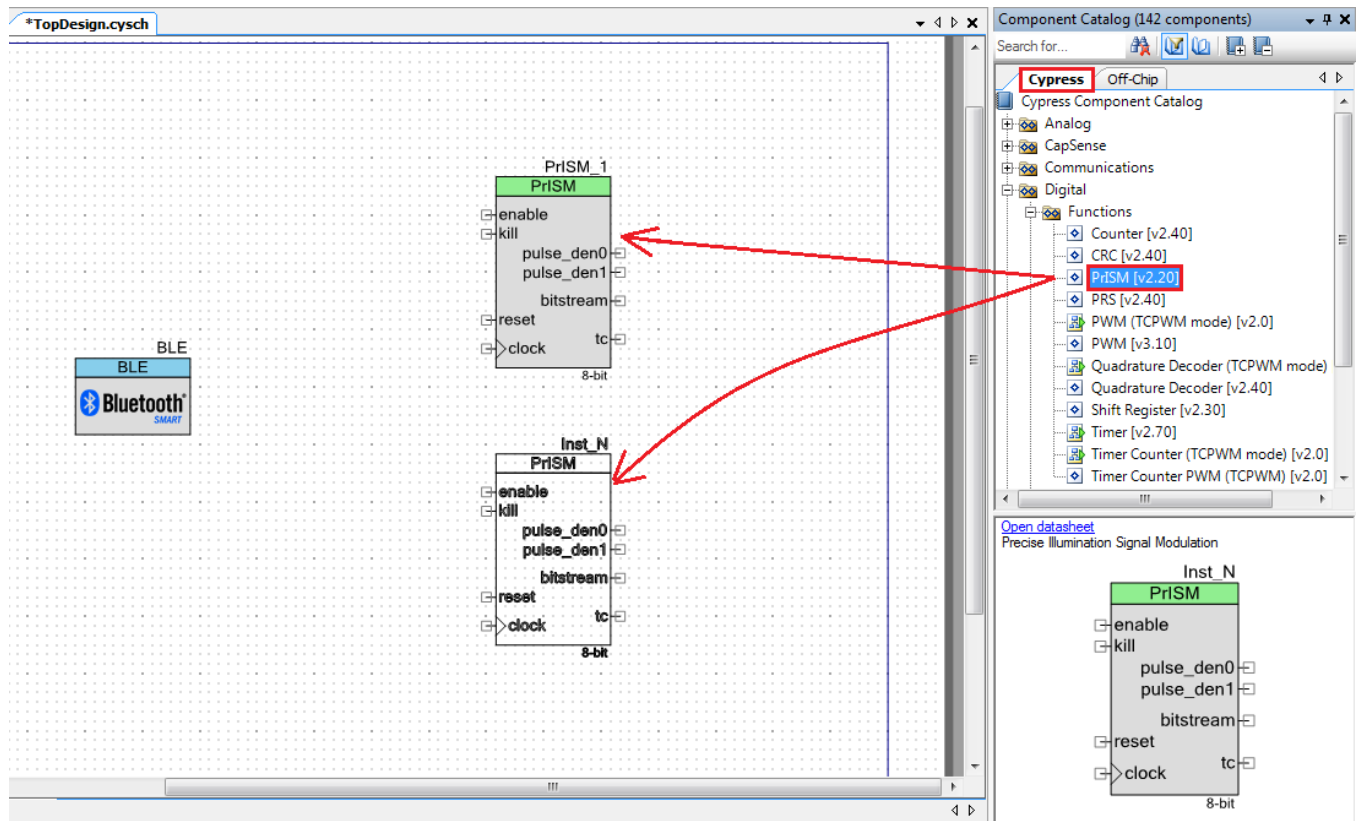 *TopDesign.cysch
PrISM_1
PrISM
enable
kill
pulse_den0
pulse_den1
bitstream
reset
tc
clock
8-bit
BLE
BLE
Bluetooth
SMART
Inst_N
PrISM
enable
kill
pulse_den0
pulse_den1
bitstream
reset
tc
clock
8-bit
Component Catalog (142 components)
Search for...
Cypress Off-Chip
Cypress Component Catalog
Analog
CapSense
Communications
Digital
Functions
Counter [v2.40]
CRC [v2.40]
PrISM [v2.20]
PRS [v2.40]
PWM (TCPWM mode) [v2.0]
PWM [v3.10]
Quadrature Decoder (TCPWM mode)
Quadrature Decoder [v2.40]
Shift Register [v2.30]
Timer [v2.70]
Timer Counter (TCPWM mode) [v2.0]
Timer Counter PWM (TCPWM) [v2.0]
Open datasheet
Precise Illumination Signal Modulation
Inst_N
PrISM
enable
kill
pulse_den0
pulse_den1
bitstream
reset
tc
clock
8-bit